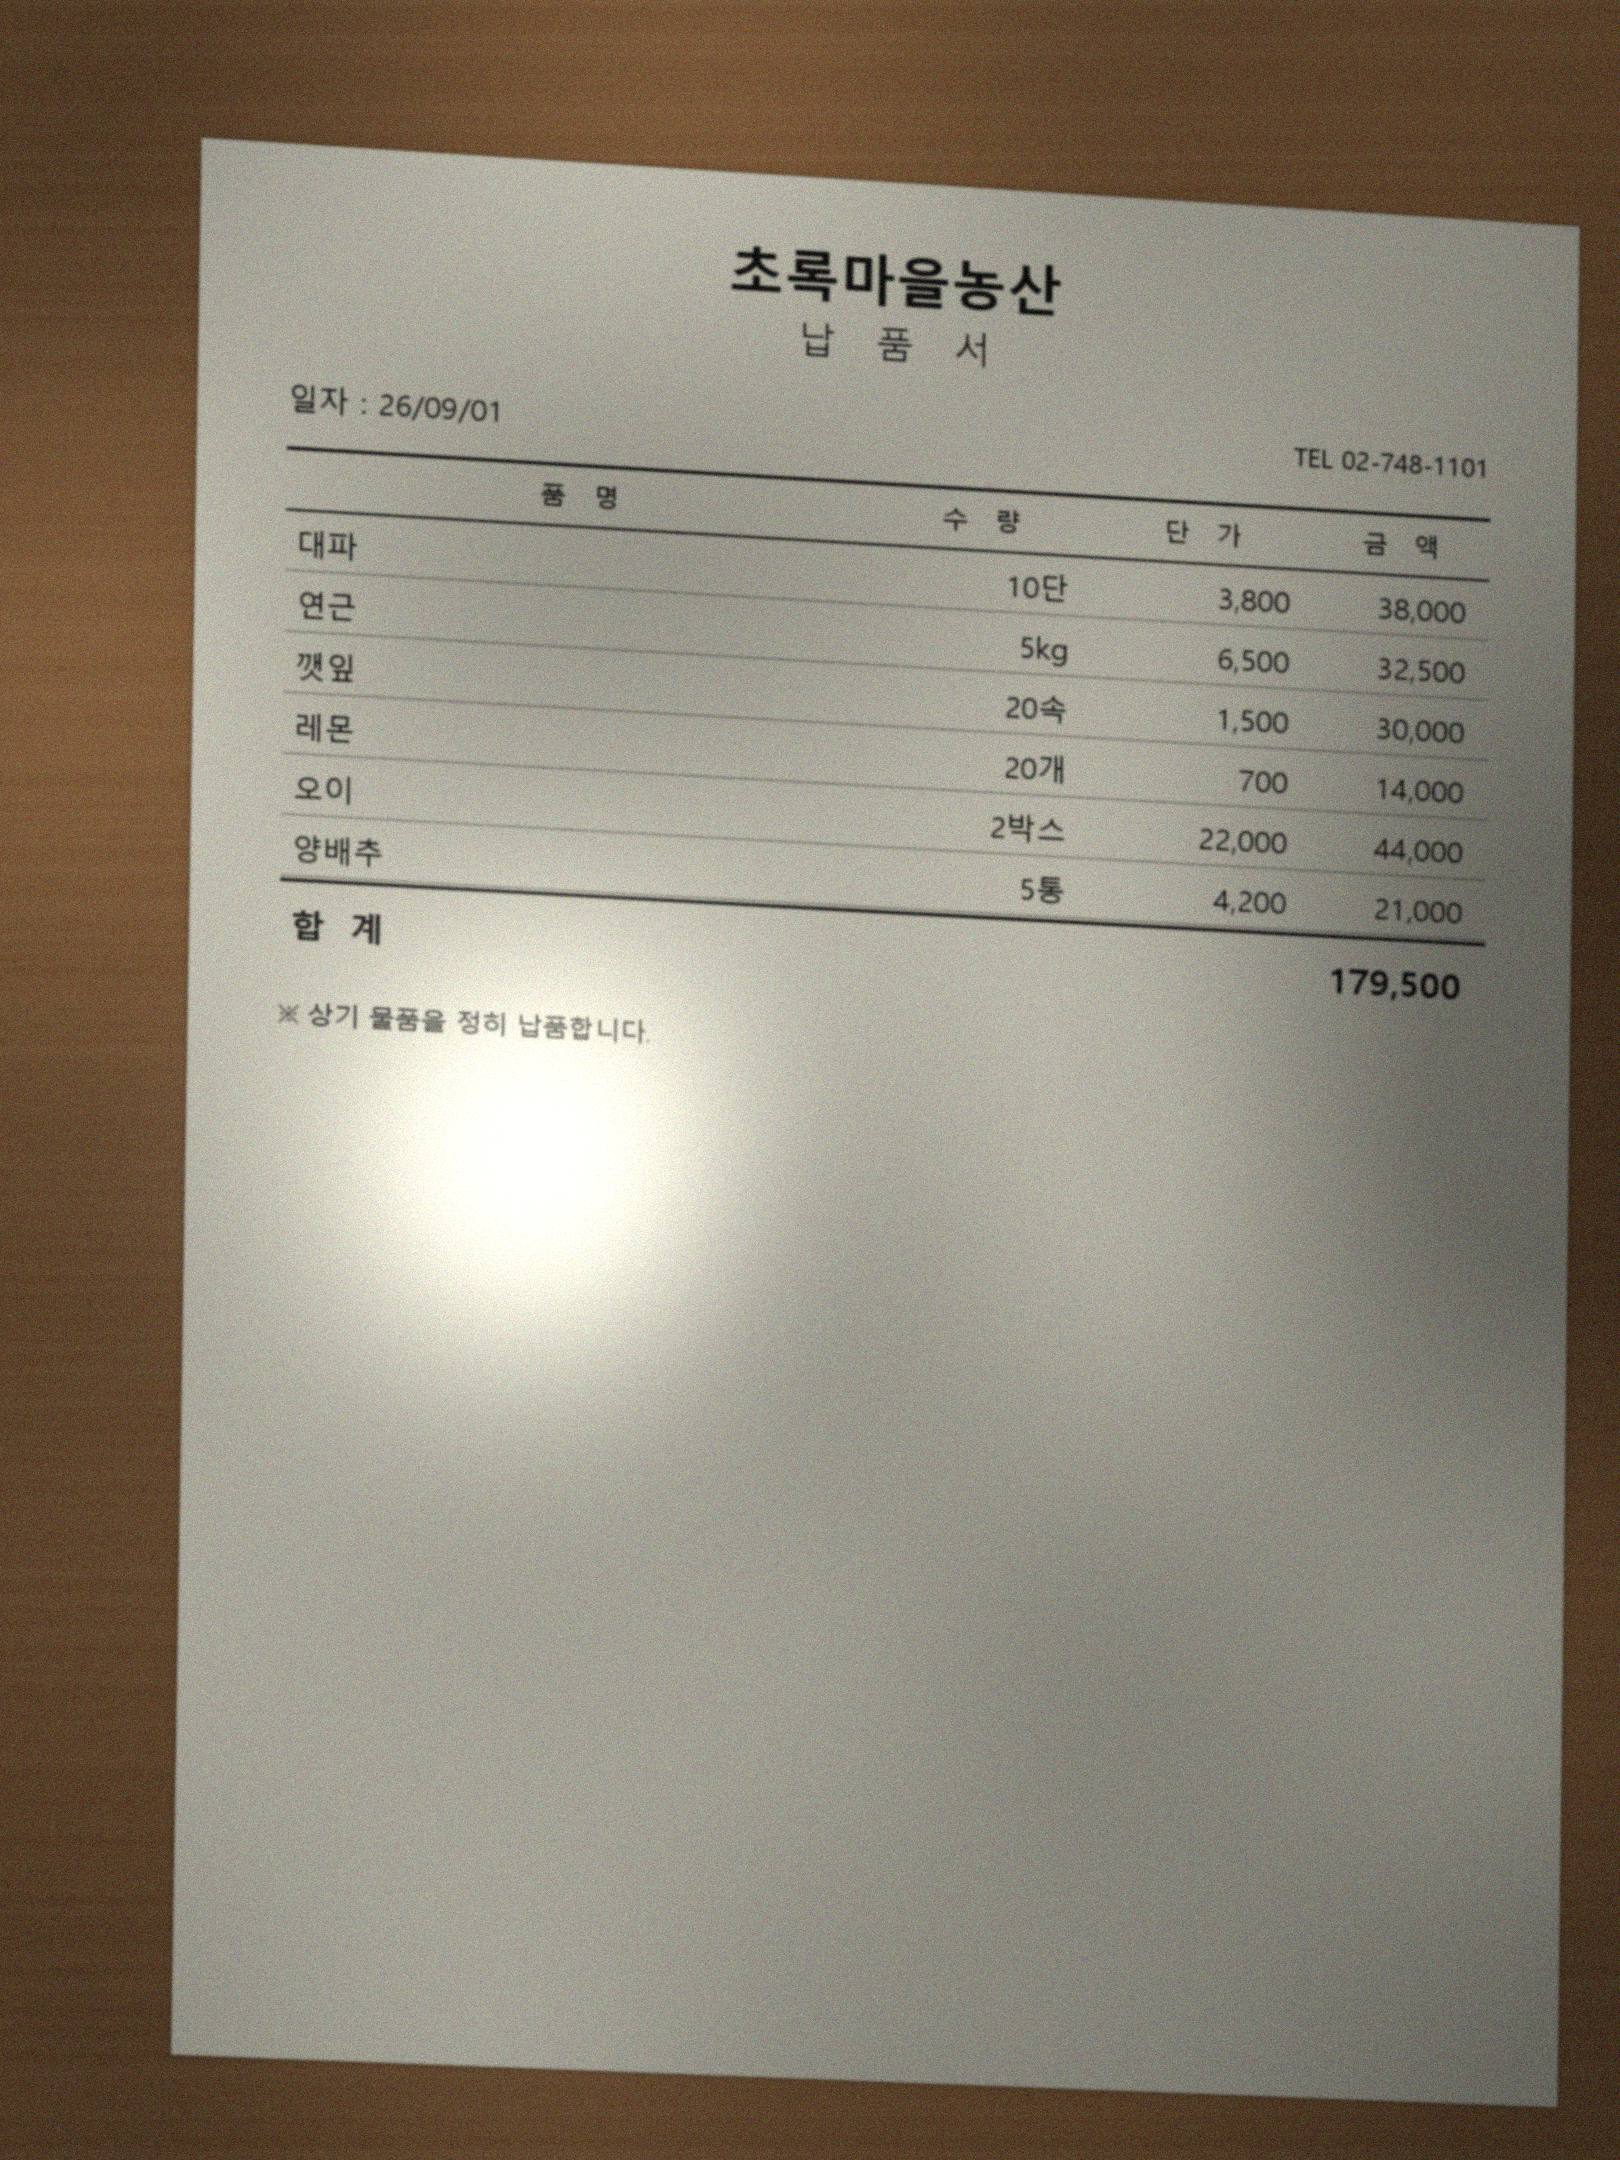 초록마을농산
납 품 서
일자 : 26/09/01
TEL 02-748-1101
품 명 수 량 단 가 금 액
대파 10단 3,800 38,000
연근 5kg 6,500 32,500
깻잎 20속 1,500 30,000
레몬 20개 700 14,000
오이 2박스 22,000 44,000
양배추 5통 4,200 21,000
합 계 179,500
※ 상기 물품을 정히 납품합니다.